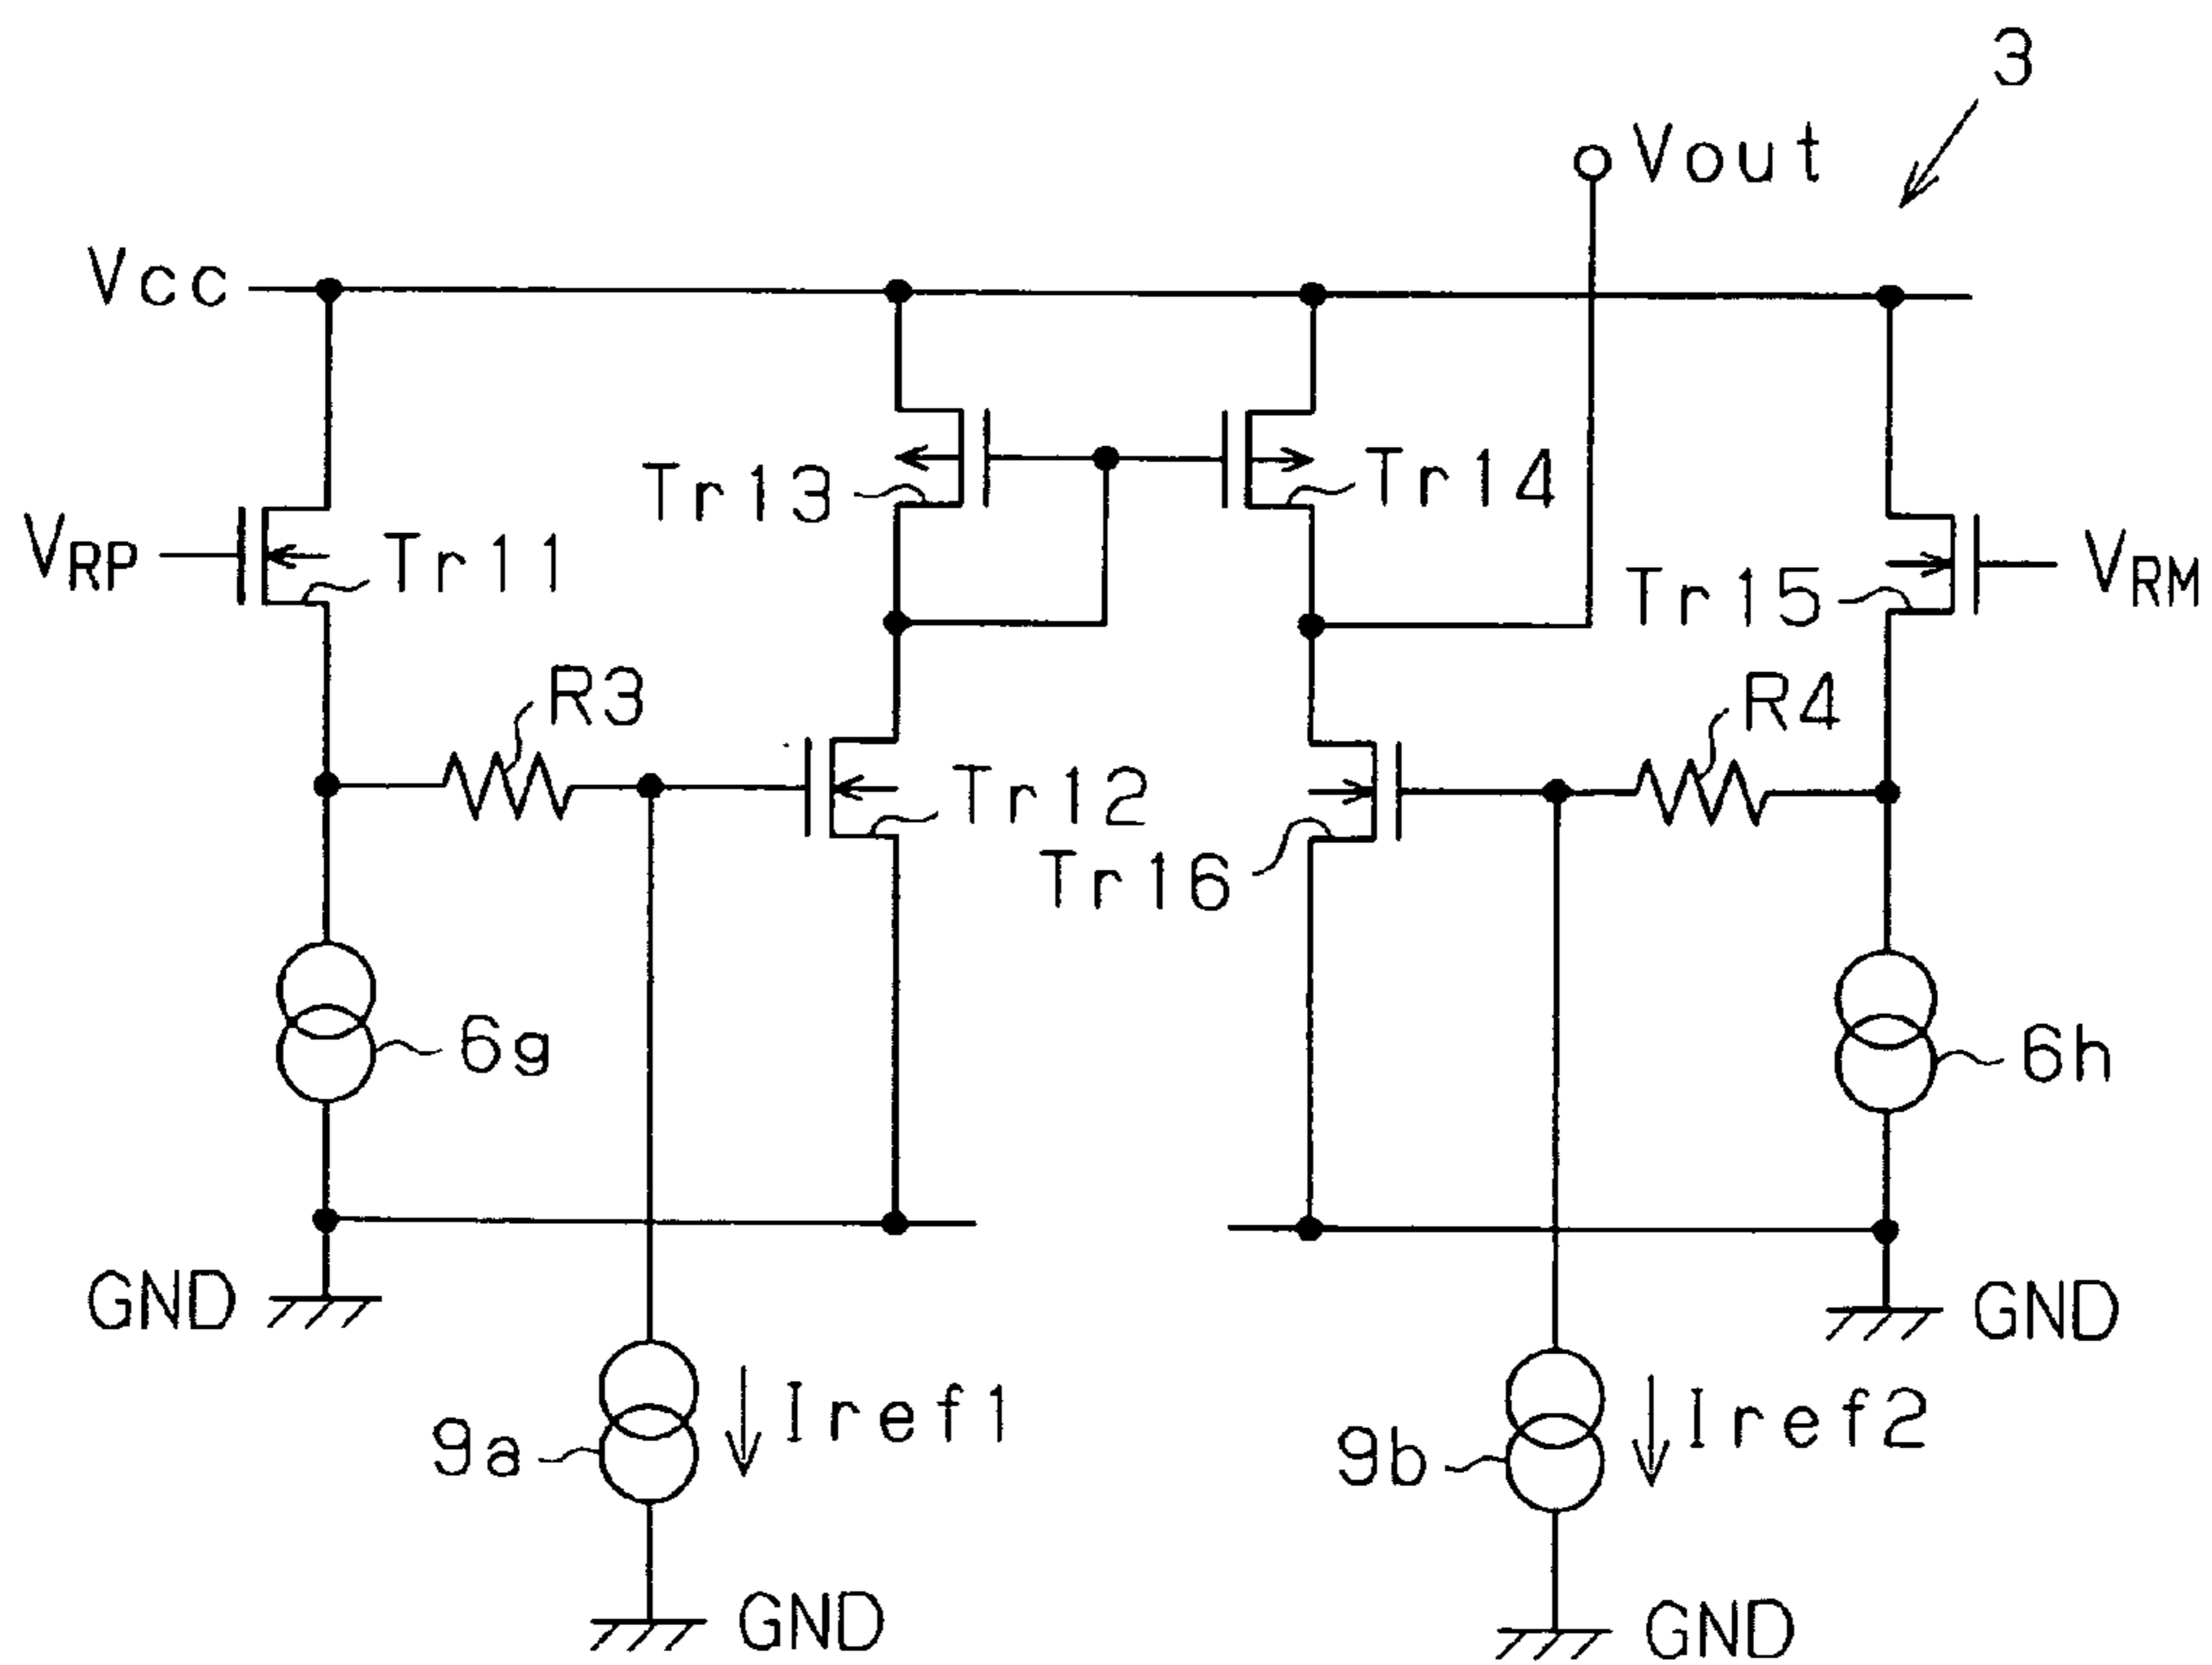 3
Vout
Vcc
Tr13
Tr14
VRP
Tr11
Tr15
VRM
R3
R4
Tr12
Tr16
6g
6h
GND
GND
9a
Iref1
9b
Iref2
GND
GND